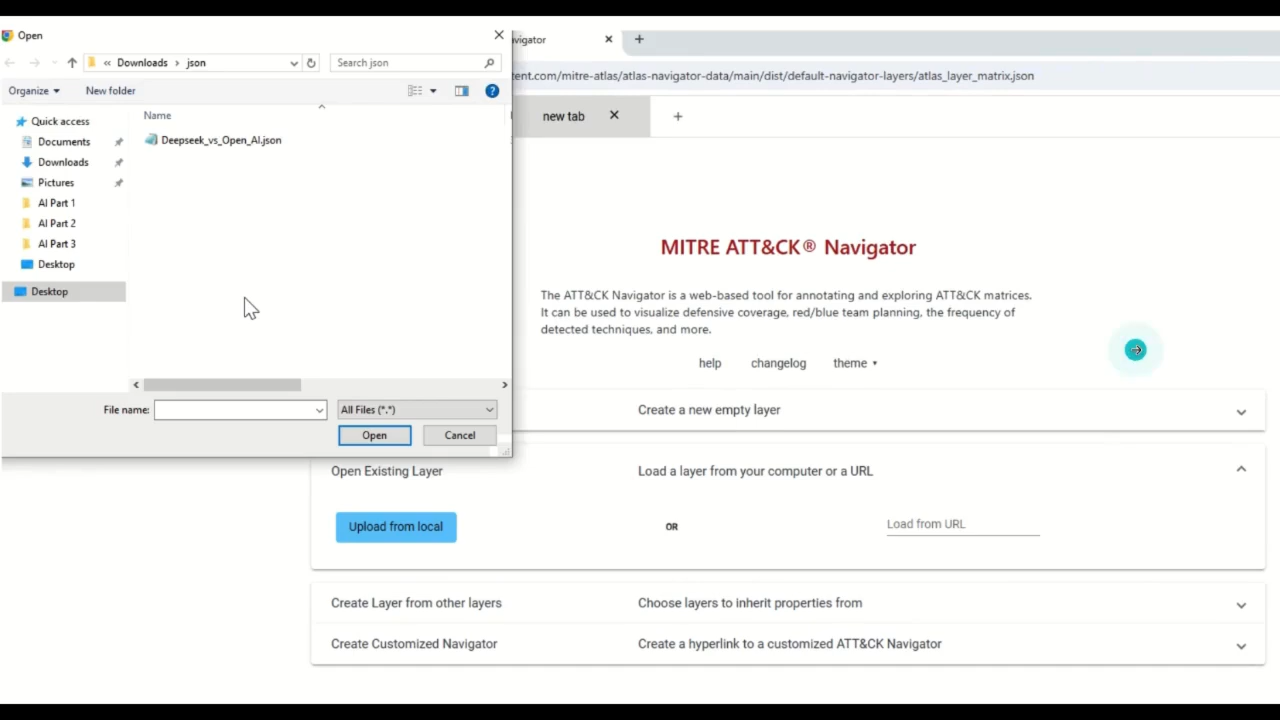 Open
vigator
Downloads
json
Search json
tent.com/mitre-atlas/atlas-navigator-data/main/dist/default-navigator-layers/atlas_layer_matrix.json
Organize
New folder
new tab
Name
Quick access
Deepseek_vs_Open_AI.json
Documents
Downloads
Pictures
AI Part 1
AI Part 2
AI Part 3
Desktop
Desktop
MITRE ATT&CK® Navigator
The ATT&CK Navigator is a web-based tool for annotating and exploring ATT&CK matrices.
It can be used to visualize defensive coverage, red/blue team planning, the frequency of
detected techniques, and more.
help changelog theme
File name:
All Files (*.*)
Open Cancel
Create a new empty layer
Open Existing Layer
Load a layer from your computer or a URL
Upload from local
OR
Load from URL
Create Layer from other layers
Choose layers to inherit properties from
Create Customized Navigator
Create a hyperlink to a customized ATT&CK Navigator